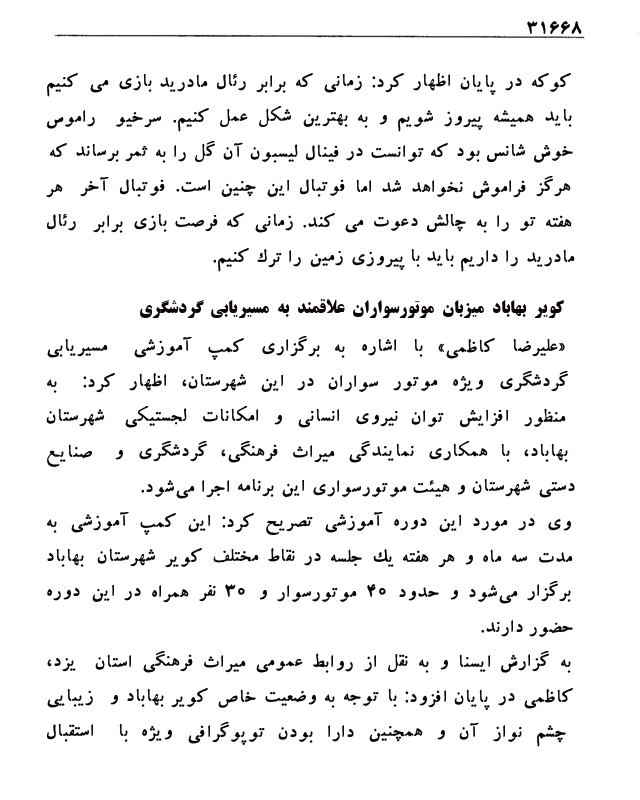 ۳۱۶۶۸
کوکه در پایان اظهار کرد: زمانی که برابر رئال مادرید بازی می کنیم
باید همیشه پیروز شویم و به بهترین شکل عمل کنیم. سرخیو راموس
خوش شانس بود که توانست در فینال لیسبون آن گل را به ثمر برساند که
هرگز فراموش نخواهد شد اما فوتبال این چنین است. فوتبال آخر هر
هفته تو را به چالش دعوت می کند. زمانی که فرصت بازی برابر رئال
مادرید را داریم باید با پیروزی زمین را ترك کنیم.
کویر بهاباد میزبان موتورسواران علاقمند به مسیریابی گردشگری
«علیرضا کاظمی» با اشاره به برگزاری کمپ آموزشی مسیریابی
گردشگری ویژه موتور سواران در این شهرستان، اظهار کرد: به
منظور افزایش توان نیروی انسانی و امکانات لجستیکی شهرستان
بهاباد، با همکاری نمایندگی میراث فرهنگی، گردشگری و صنایع
دستی شهرستان و هیئت موتورسواری این برنامه اجرا می‌شود.
وی در مورد این دوره آموزشی تصریح کرد: این کمپ آموزشی به
مدت سه ماه و هر هفته یك جلسه در نقاط مختلف کویر شهرستان بهاباد
برگزار می‌شود و حدود ۴۰ موتورسوار و ۳۰ نفر همراه در این دوره
حضور دارند.
به گزارش ایسنا و به نقل از روابط عمومی میراث فرهنگی استان یزد،
کاظمی در پایان افزود: با توجه به وضعیت خاص کویر بهاباد و زیبایی
چشم نواز آن و همچنین دارا بودن توپوگرافی ویژه با استقبال